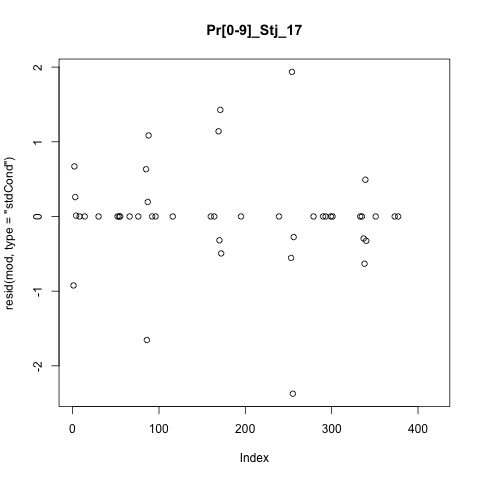 Pr[0-9]_Stj_17
resid(mod, type = "stdCond")
2
1
0
-1
-2
0 100 200 300 400
Index